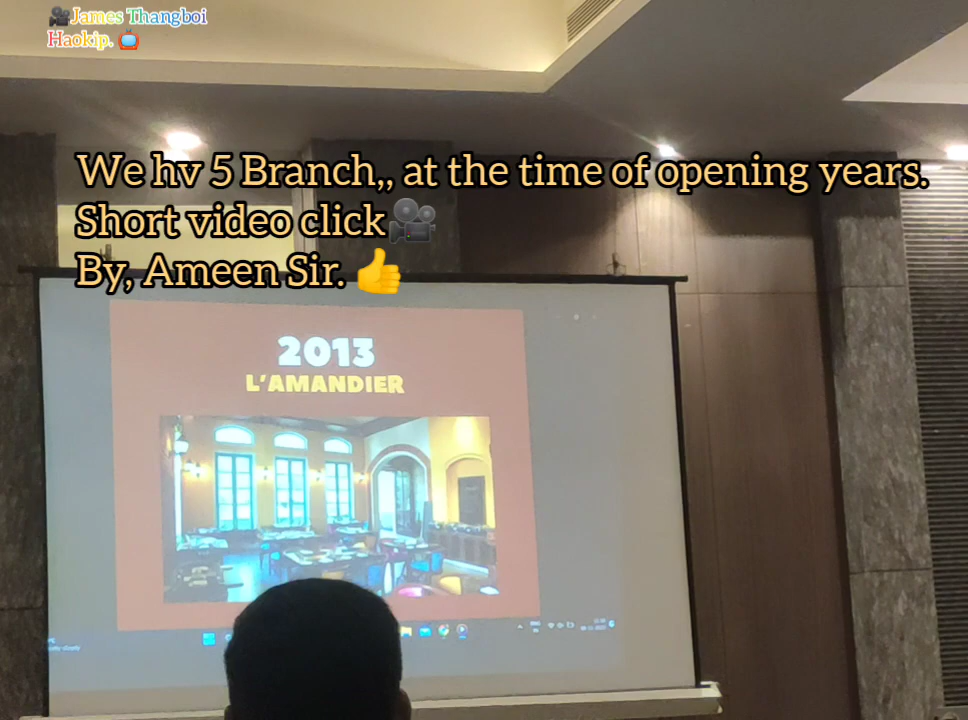 🎥James Thangboi
Haokip. 📺
We hv 5 Branch,, at the time of opening years.
Short video click🎥
By, Ameen Sir. 👍
2013
L'AMANDIER